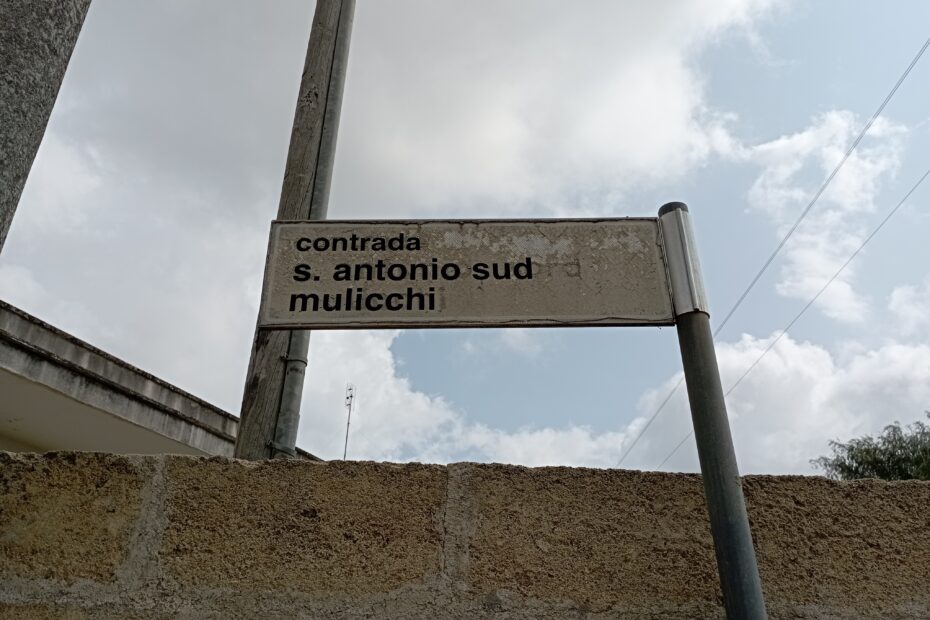 contrada
s. antonio sud
mulicchi